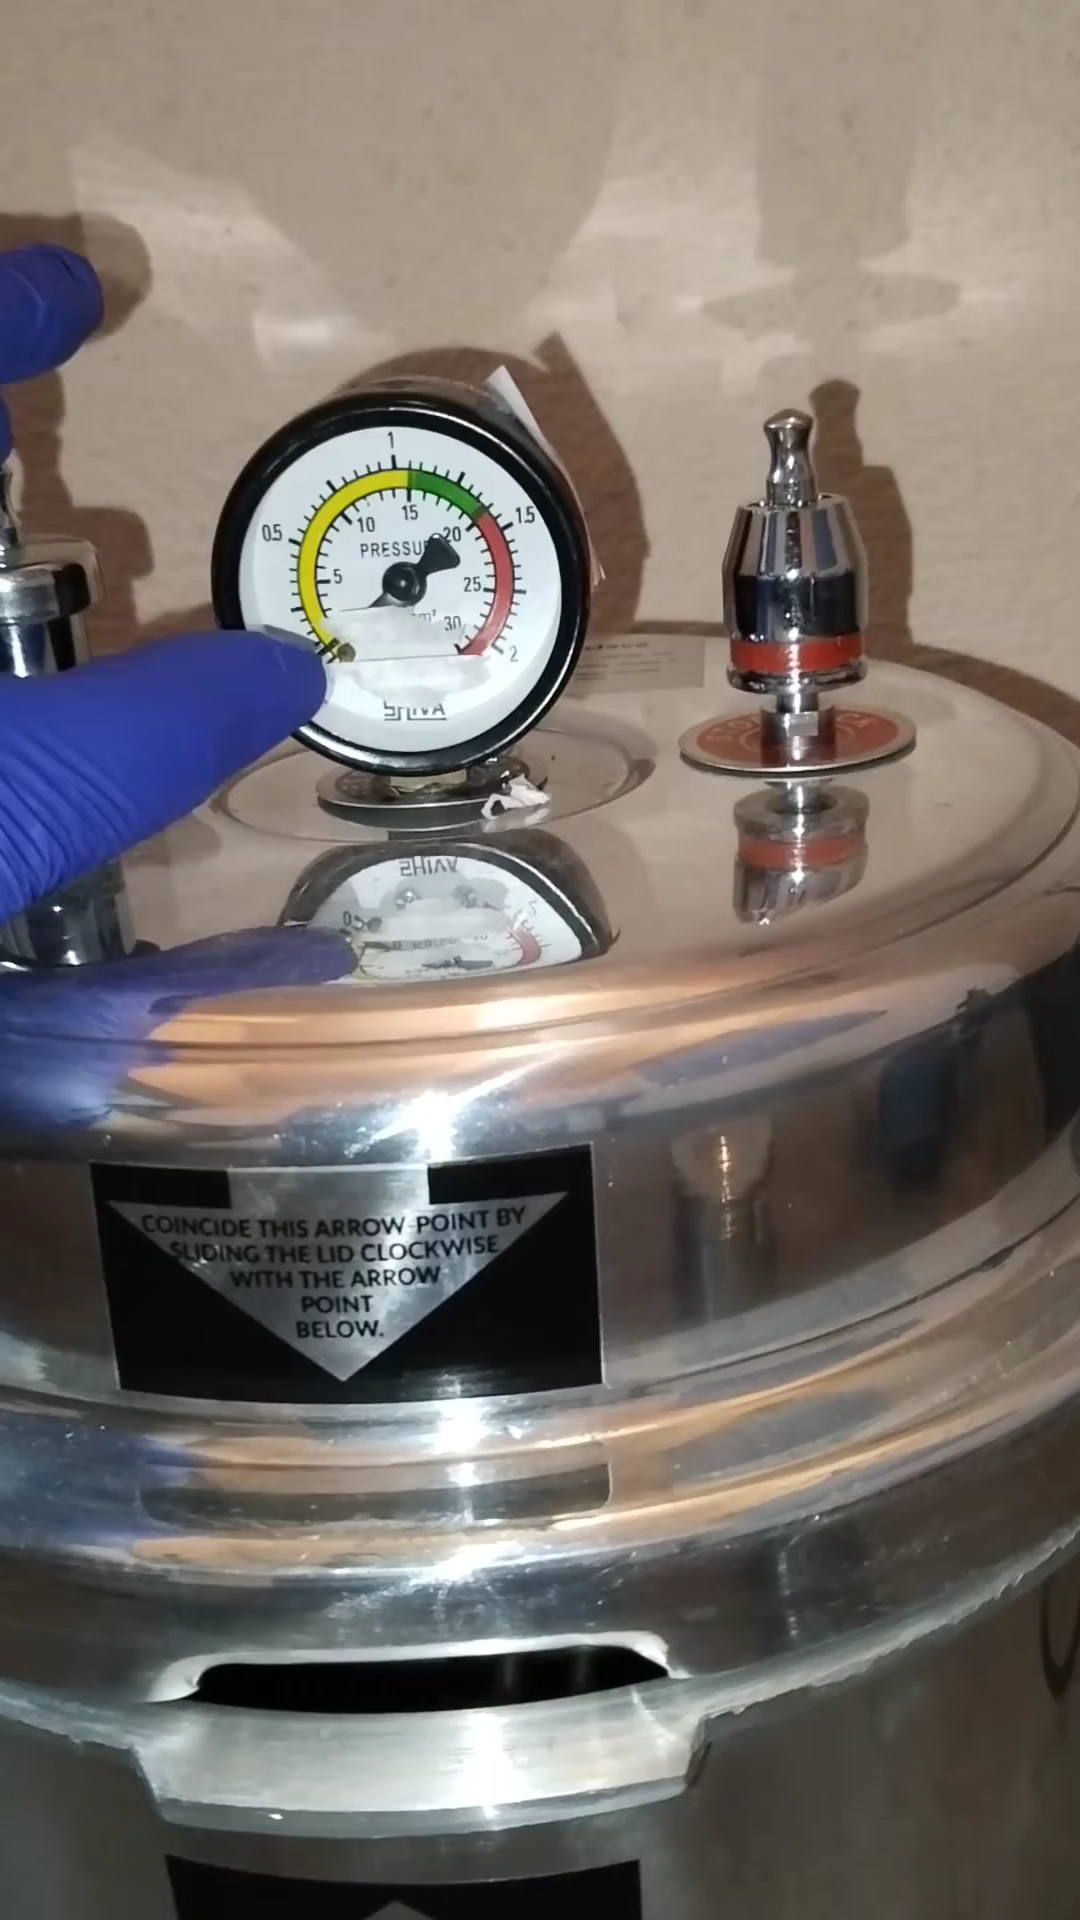 1
0.5
1.5
10
15
20
PRESSU
5
25
30
2
SHIVA
COINCIDE THIS ARROW-POINT BY
SLIDING THE LID CLOCKWISE
WITH THE ARROW
POINT
BELOW.